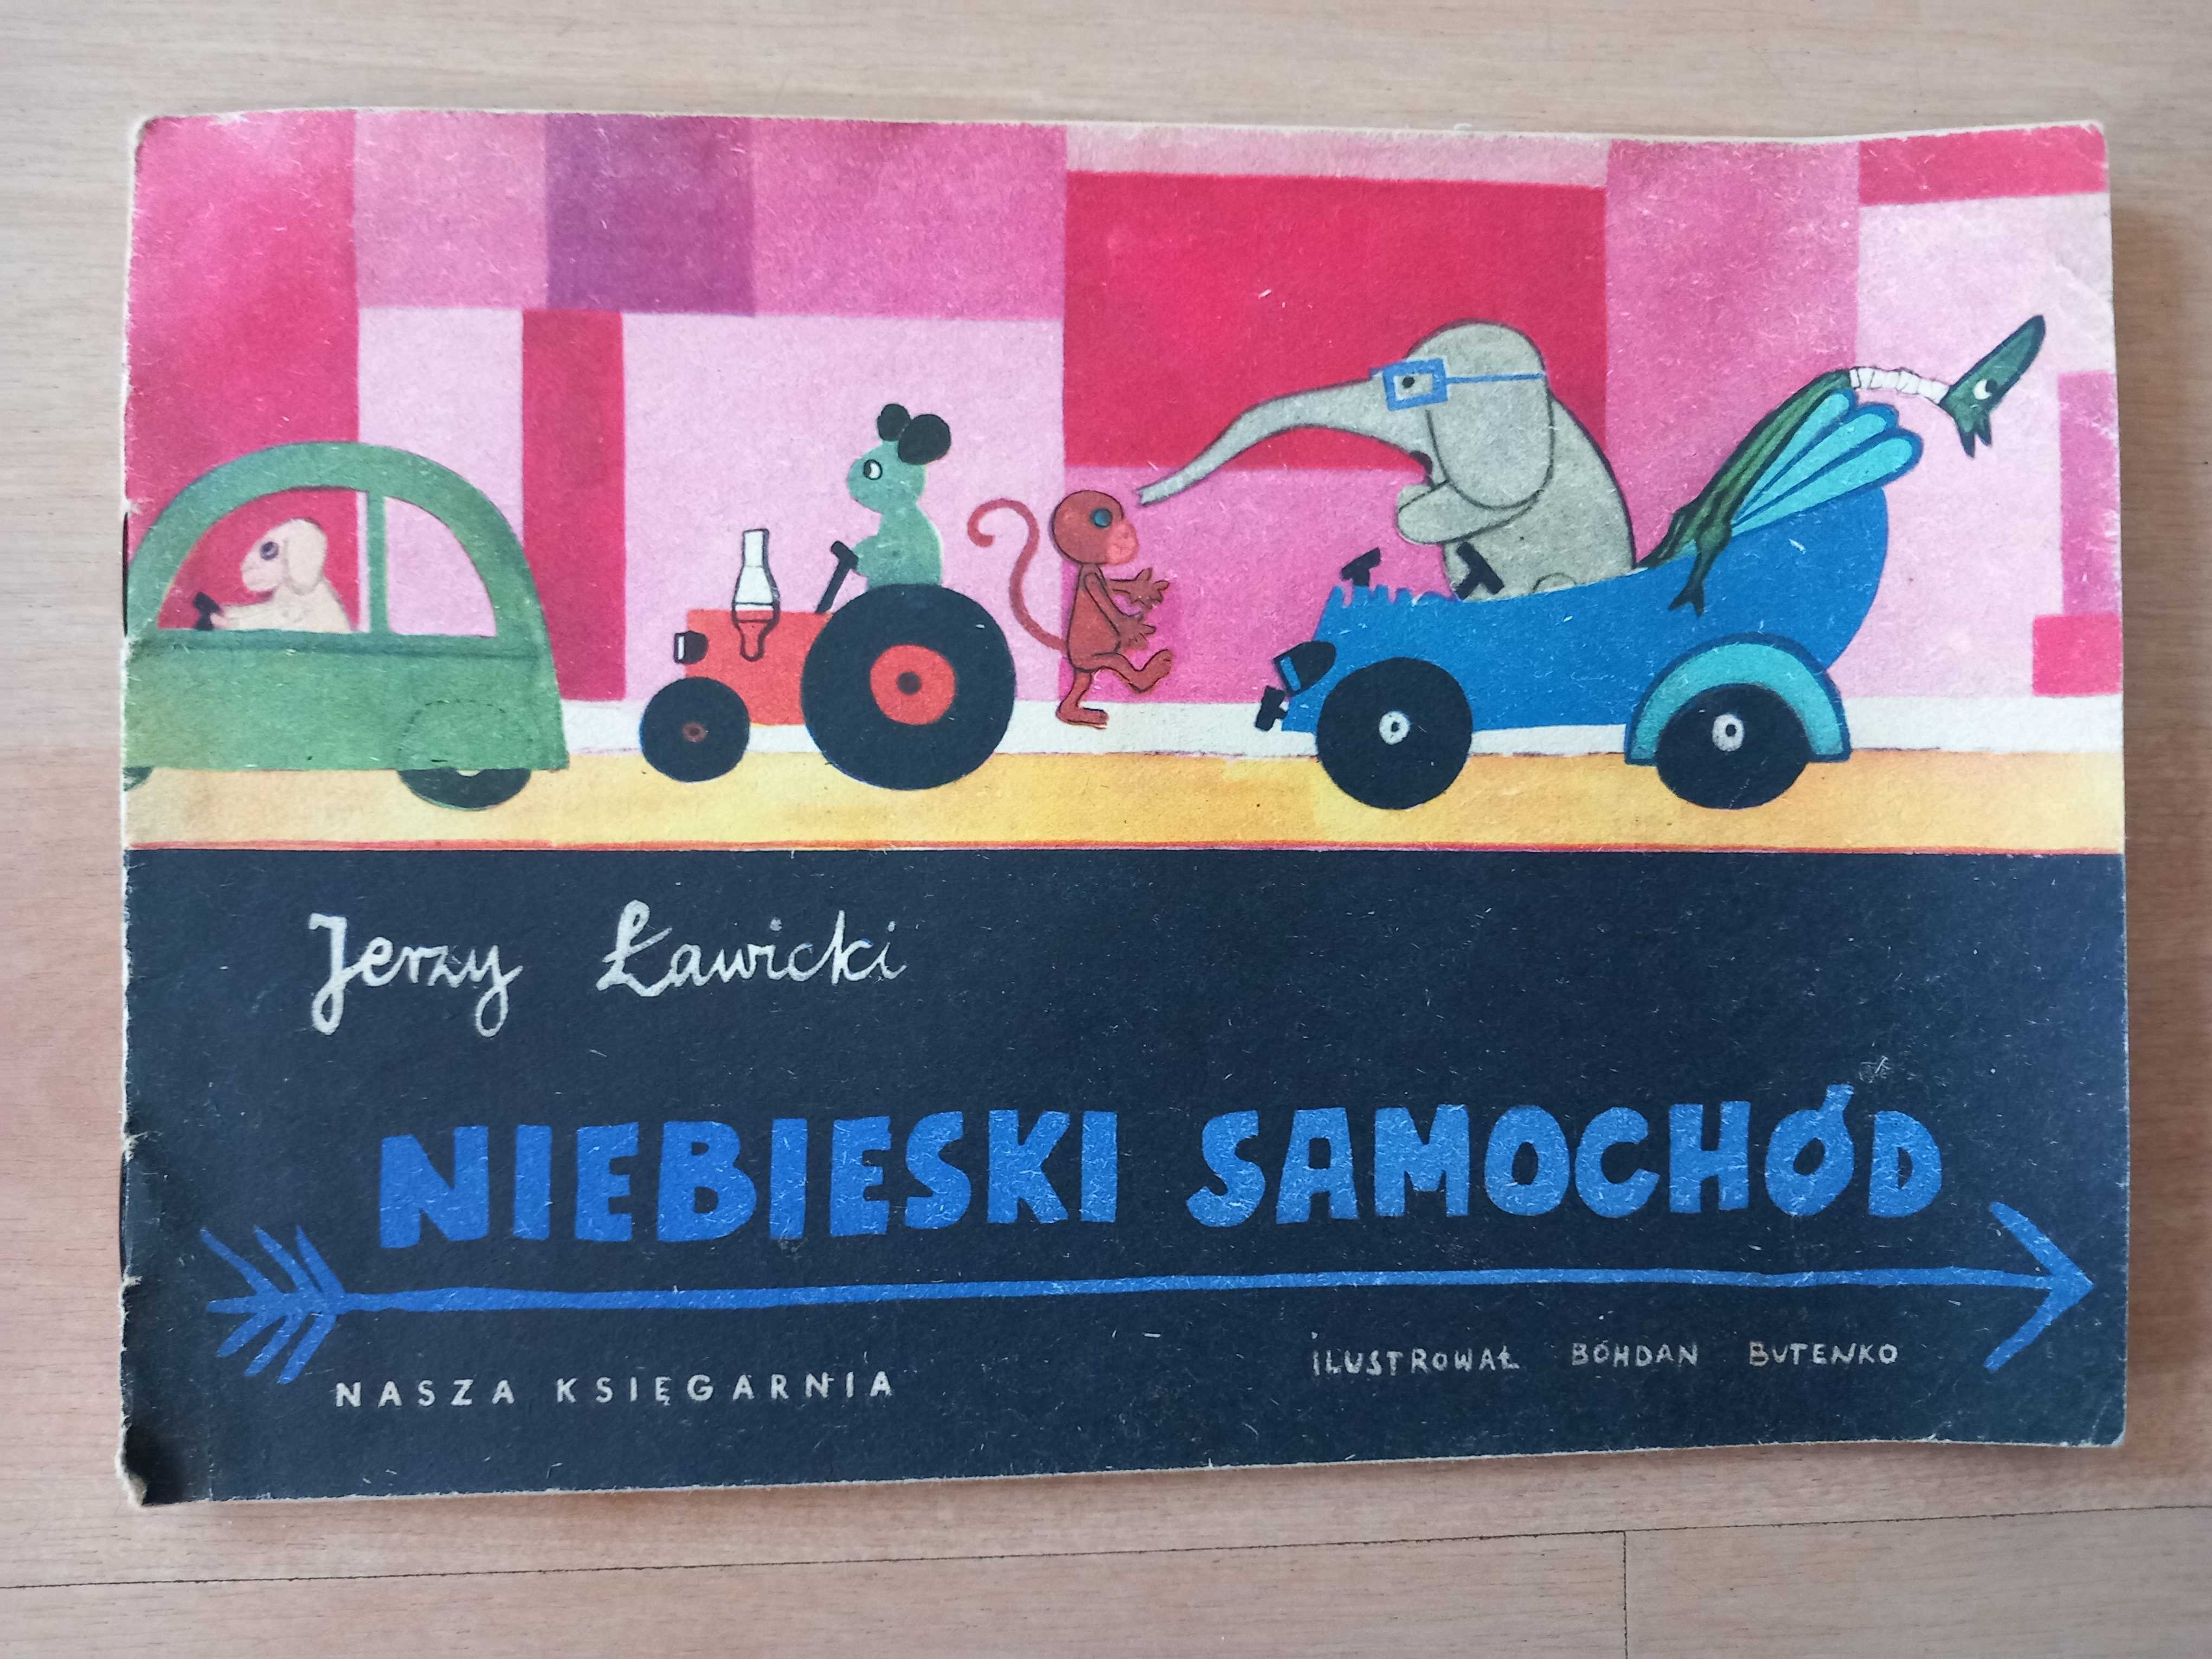 Jerzy Ławicki
NIEBIESKI SAMOCHÓD
NASZA KSIĘGARNIA
ILUSTROWAŁ BOHDAN BUTENKO